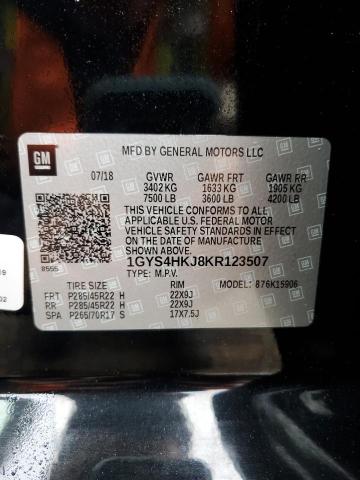 GM
MFD BY GENERAL MOTORS LLC
07/18 GVWR GAWR FRT GAWR RR
3402 KG 1633 KG 1905 KG
7500 LB 3600 LB 4200 LB
THIS VEHICLE CONFORMS TO ALL
APPLICABLE U.S. FEDERAL MOTOR
VEHICLE SAFETY STANDARDS IN
EFFECT ON THE DATE OF MANUFACTURE
SHOWN ABOVE.
8555
1GYS4HKJ8KR123507
TYPE: M.P.V. MODEL: 876K15906
TIRE SIZE RIM
FRT P285/45R22 H 22X9J
RR P285/45R22 H 22X9J
SPA P265/70R17 S 17X7.5J